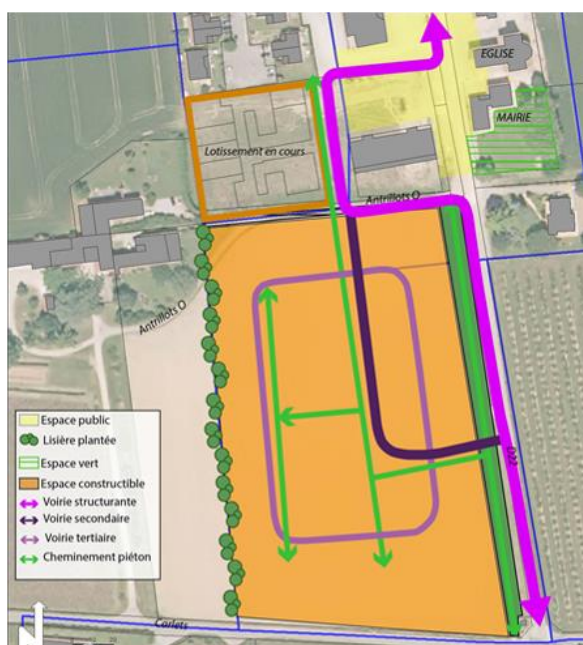 EGLISE
MAIRIE
Lotissement en cours
Antrillots O
Antrillots O
D22
Espace public
Lisière plantée
Espace vert
Espace constructible
Voirie structurante
Voirie secondaire
Voirie tertiaire
Cheminement piéton
Carlets